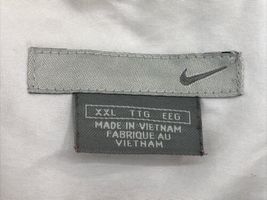 XXL TTG EEG
MADE IN VIETNAM
FABRIQUE AU
VIETNAM